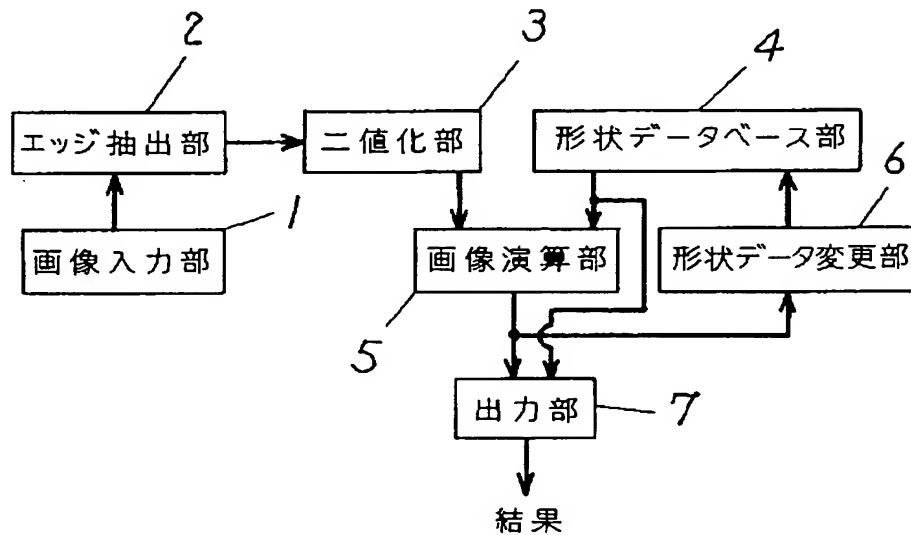 2
3
4
エッジ抽出部
二値化部
形状データベース部
1
6
画像入力部
画像演算部
形状データ変更部
5
出力部
7
結果